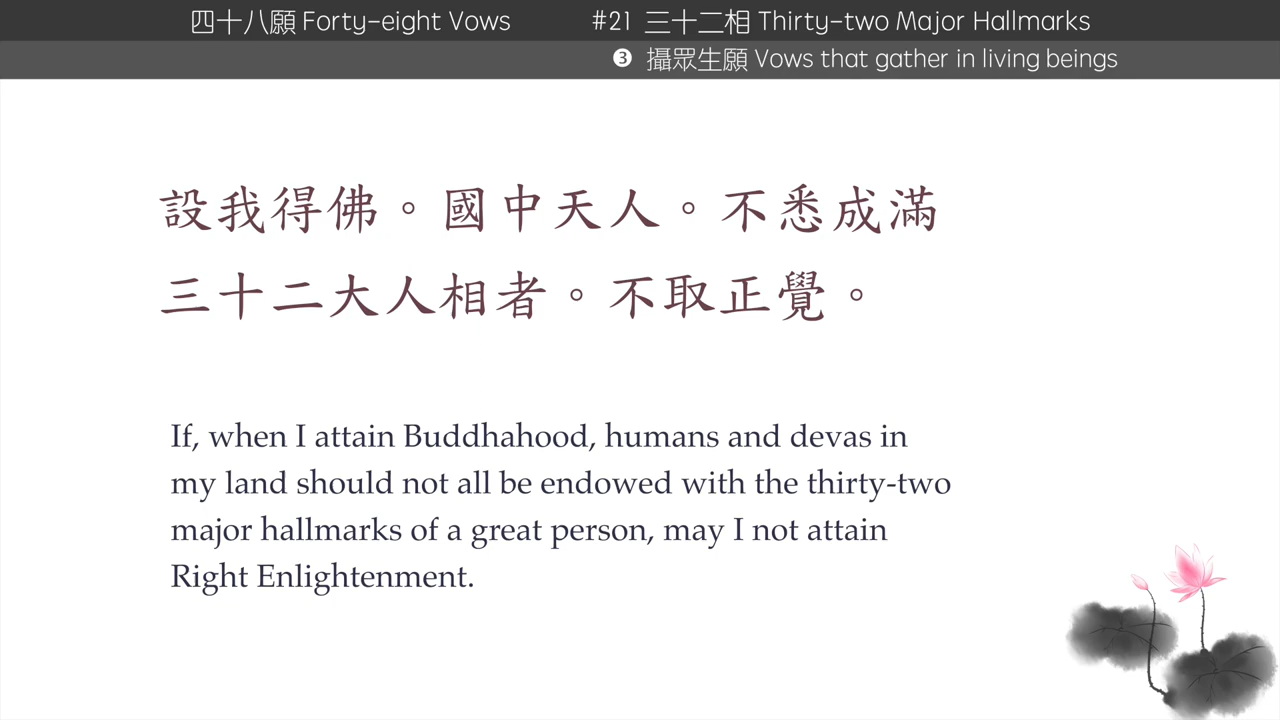 四十八願 Forty-eight Vows
#21 三十二相 Thirty-two Major Hallmarks
❸ 攝眾生願 Vows that gather in living beings
設我得佛。國中天人。不悉成滿
三十二大人相者。不取正覺。
If, when I attain Buddhahood, humans and devas in
my land should not all be endowed with the thirty-two
major hallmarks of a great person, may I not attain
Right Enlightenment.